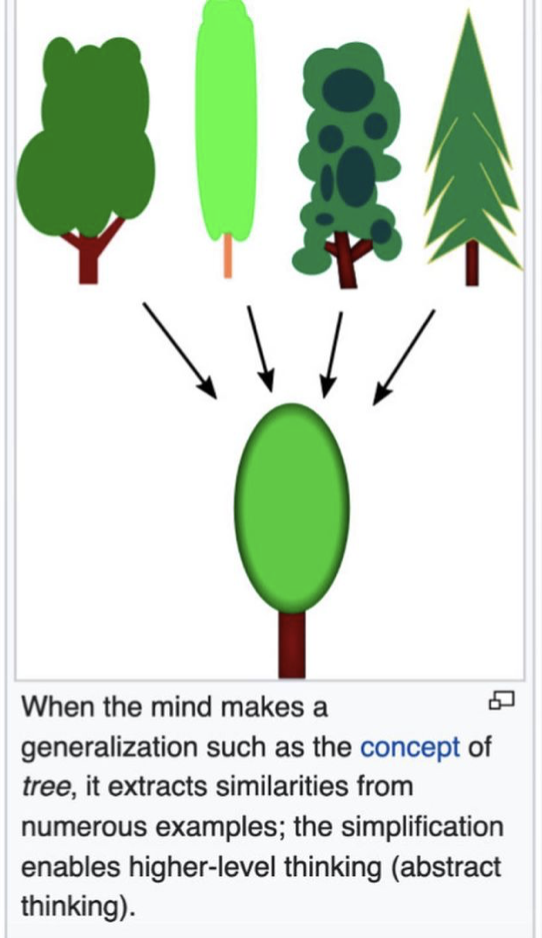 When the mind makes a
generalization such as the concept of
tree, it extracts similarities from
numerous examples; the simplification
enables higher-level thinking (abstract
thinking).